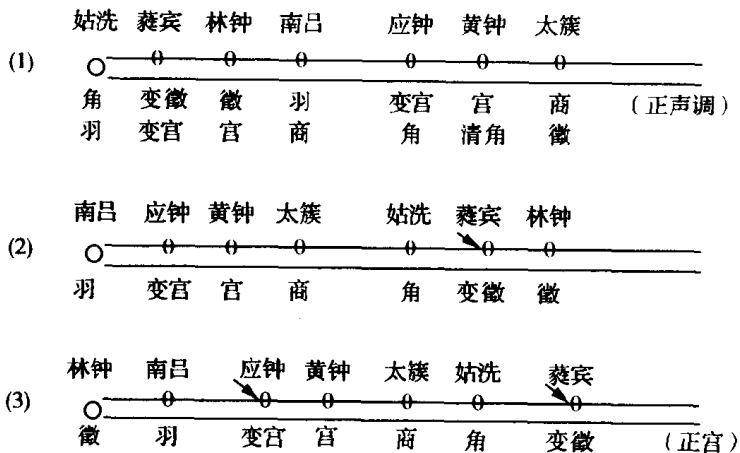 姑洗 蕤宾 林钟 南吕 应钟 黄钟 太簇
(1)
角 变徵 徵 羽 变宫 宫 商 （正声调）
羽 变宫 宫 商 角 清角 徵
南吕 应钟 黄钟 太簇 姑洗 蕤宾 林钟
(2)
羽 变宫 宫 商 角 变徵 徵
林钟 南吕 应钟 黄钟 太簇 姑洗 蕤宾
(3)
徵 羽 变宫 宫 商 角 变徵 （正宫）